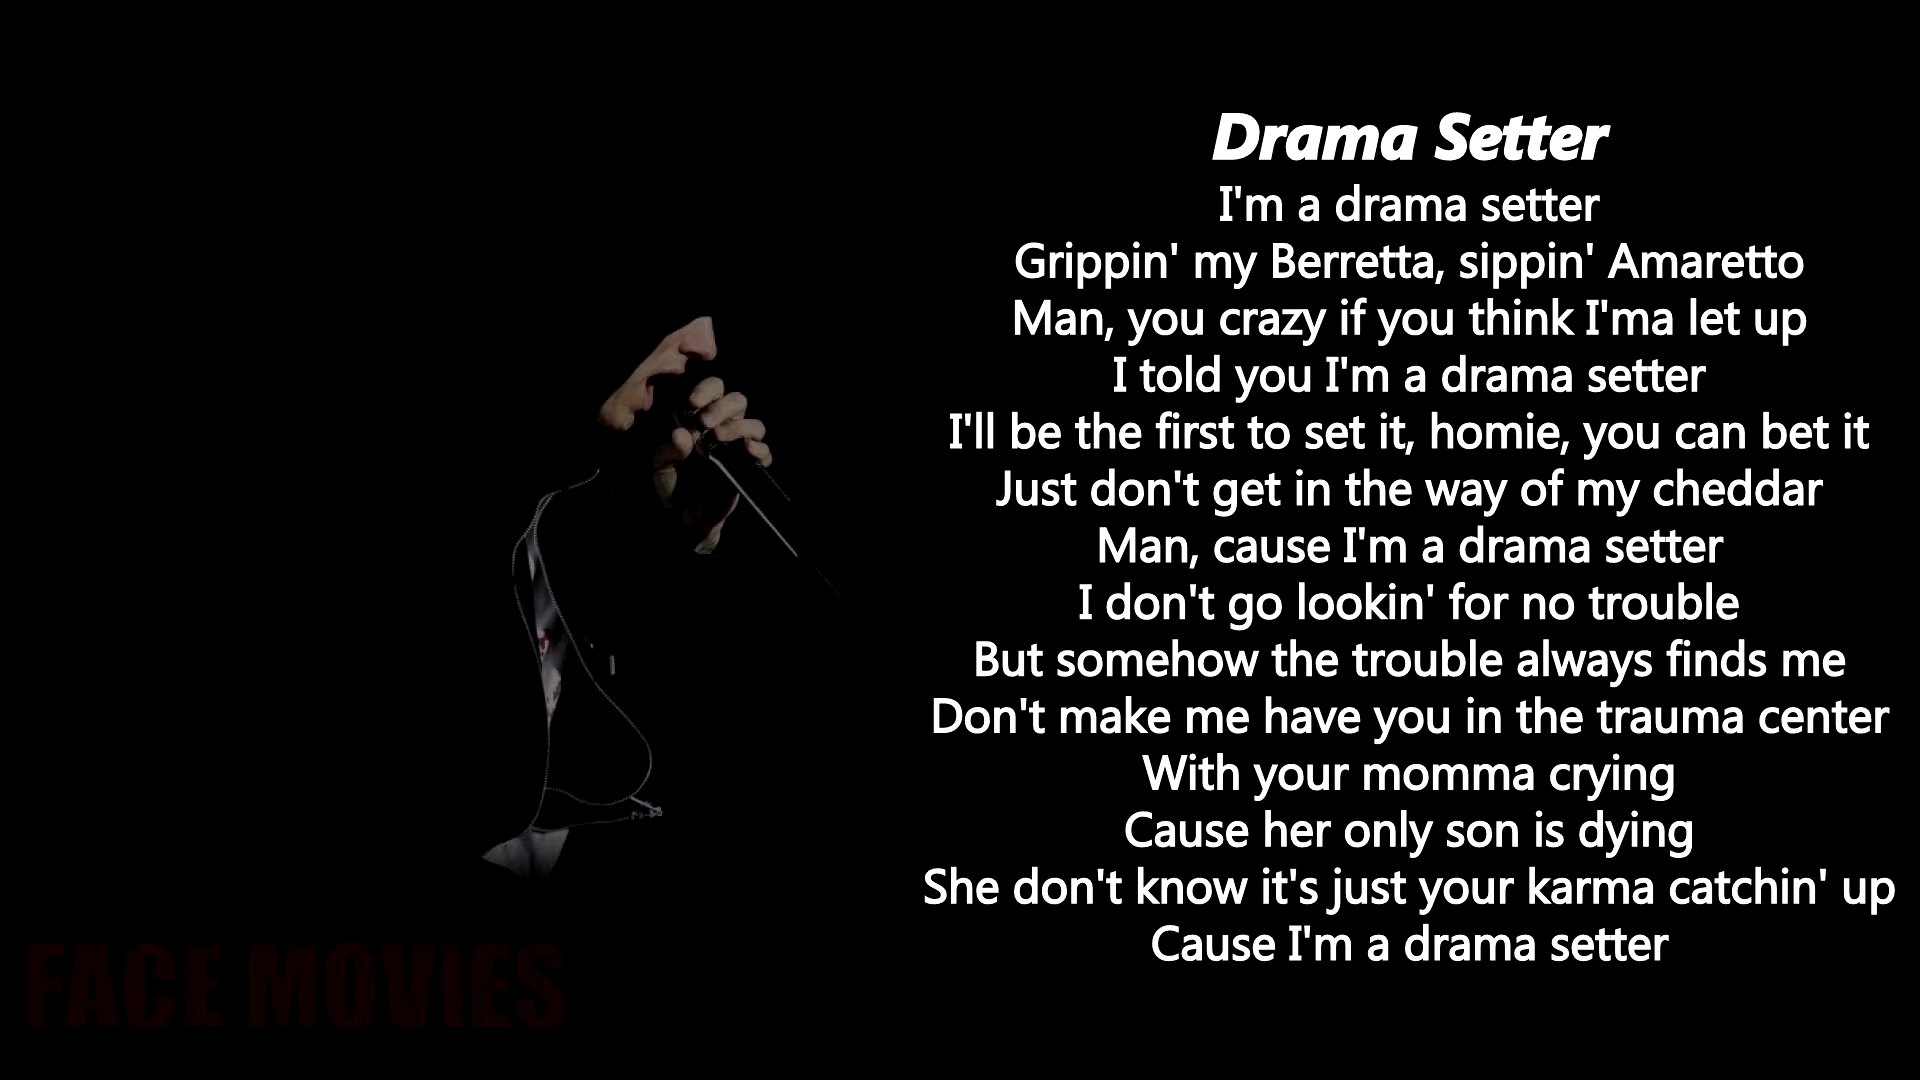 Drama Setter
I'm a drama setter
Grippin' my Berretta, sippin' Amaretto
Man, you crazy if you think I'ma let up
I told you I'm a drama setter
I'll be the first to set it, homie, you can bet it
Just don't get in the way of my cheddar
Man, cause I'm a drama setter
I don't go lookin' for no trouble
But somehow the trouble always finds me
Don't make me have you in the trauma center
With your momma crying
Cause her only son is dying
She don't know it's just your karma catchin' up
Cause I'm a drama setter
FACE MOVIES